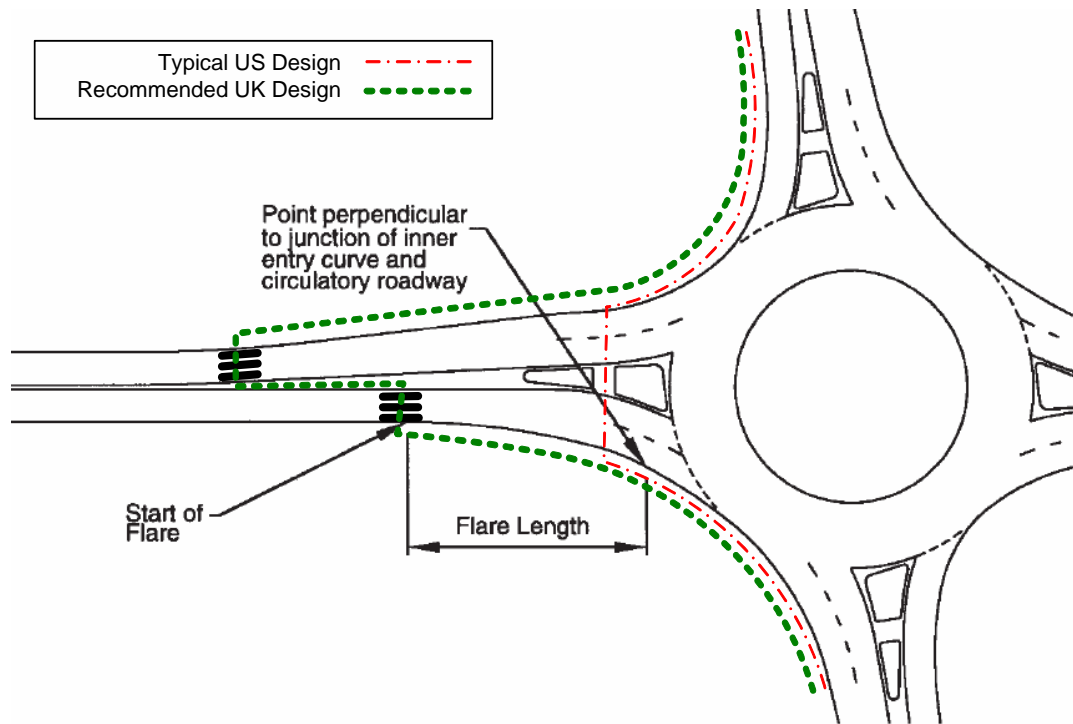 Typical US Design
Recommended UK Design
Point perpendicular
to junction of inner
entry curve and
circulatory roadway
Start of
Flare
Flare Length